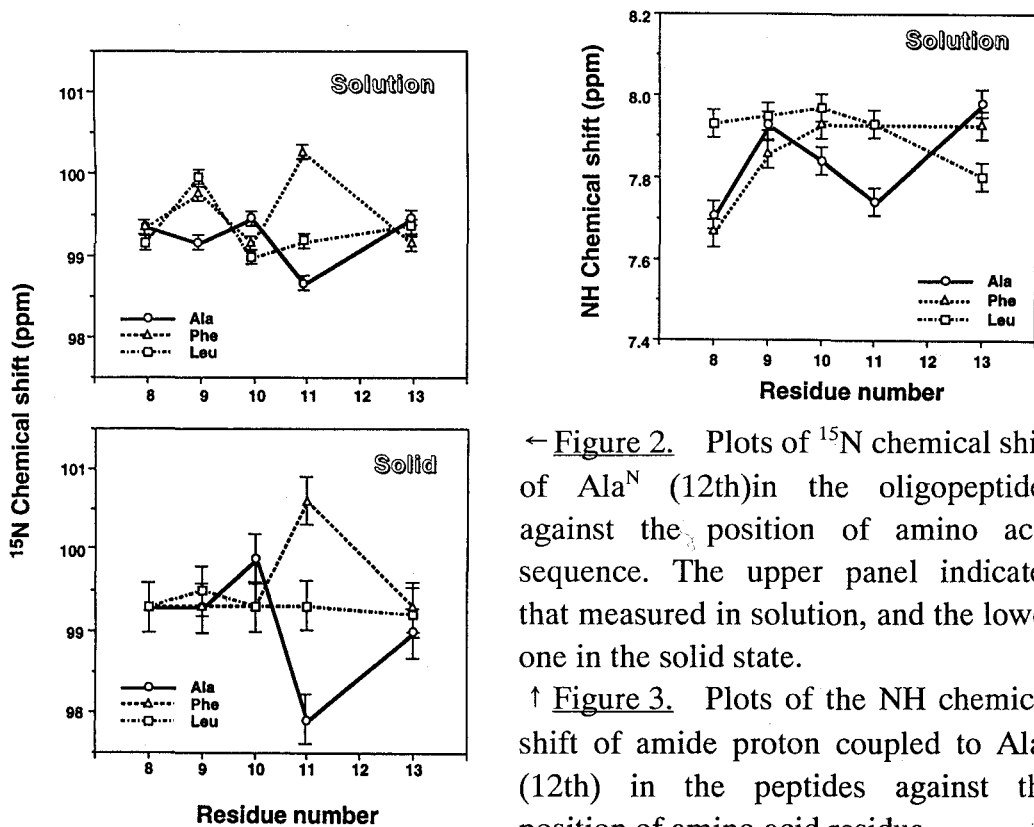 Solution
101
100
99
98
Ala
Phe
Leu
8 9 10 11 12 13
15N Chemical shift (ppm)
Solid
101
100
99
98
Ala
Phe
Leu
8 9 10 11 12 13
Residue number
Solution
NH Chemical shift (ppm)
8.2
8.0
7.8
7.6
7.4
Ala
Phe
Leu
8 9 10 11 12 13
Residue number
←Figure 2. Plots of 15N chemical shi
of AlaN (12th)in the oligopeptide
against the position of amino ac
sequence. The upper panel indicate
that measured in solution, and the lowe
one in the solid state.
↑ Figure 3. Plots of the NH chemic
shift of amide proton coupled to Ala
(12th) in the peptides against th
position of amino acid residue